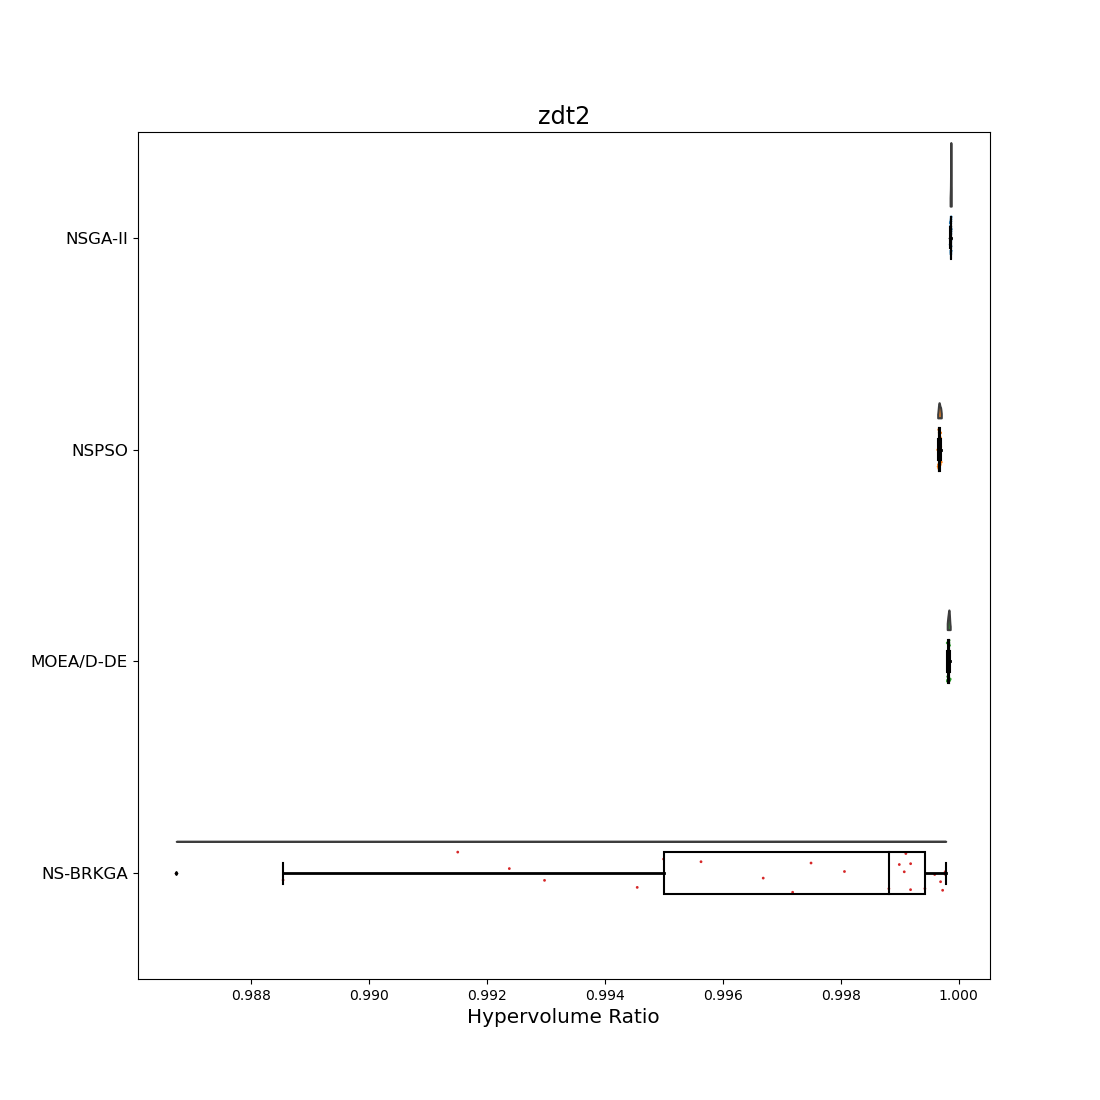 zdt2
NSGA-II
NSPSO
MOEA/D-DE
NS-BRKGA
0.988 0.990 0.992 0.994 0.996 0.998 1.000
Hypervolume Ratio